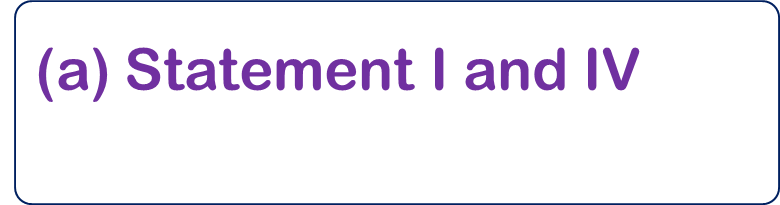 (a) Statement I and IV